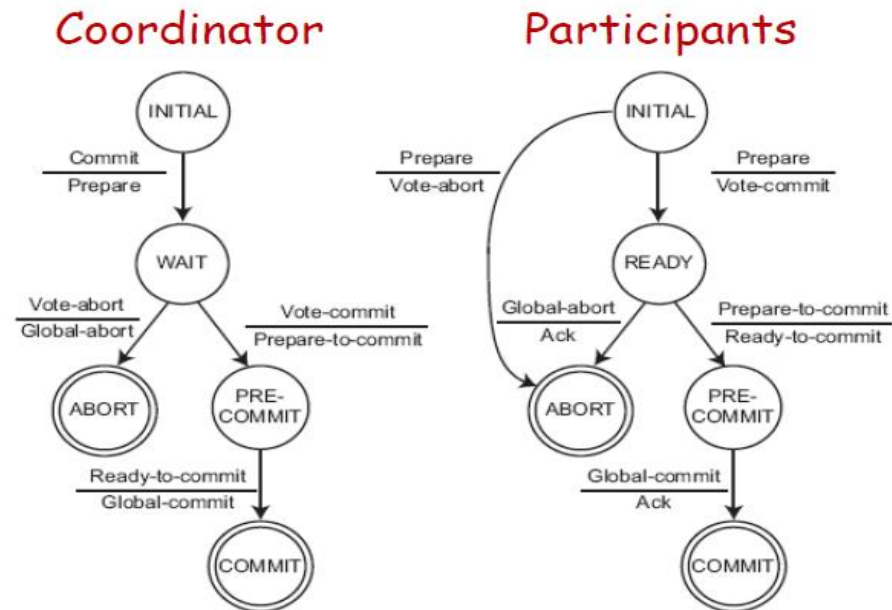 Coordinator
INITIAL
Commit
Prepare
WAIT
Vote-abort
Global-abort
Vote-commit
Prepare-to-commit
ABORT
PRE-
COMMIT
Ready-to-commit
Global-commit
COMMIT
Participants
INITIAL
Prepare
Vote-abort
Prepare
Vote-commit
READY
Global-abort
Ack
Prepare-to-commit
Ready-to-commit
ABORT
PRE-
COMMIT
Global-commit
Ack
COMMIT